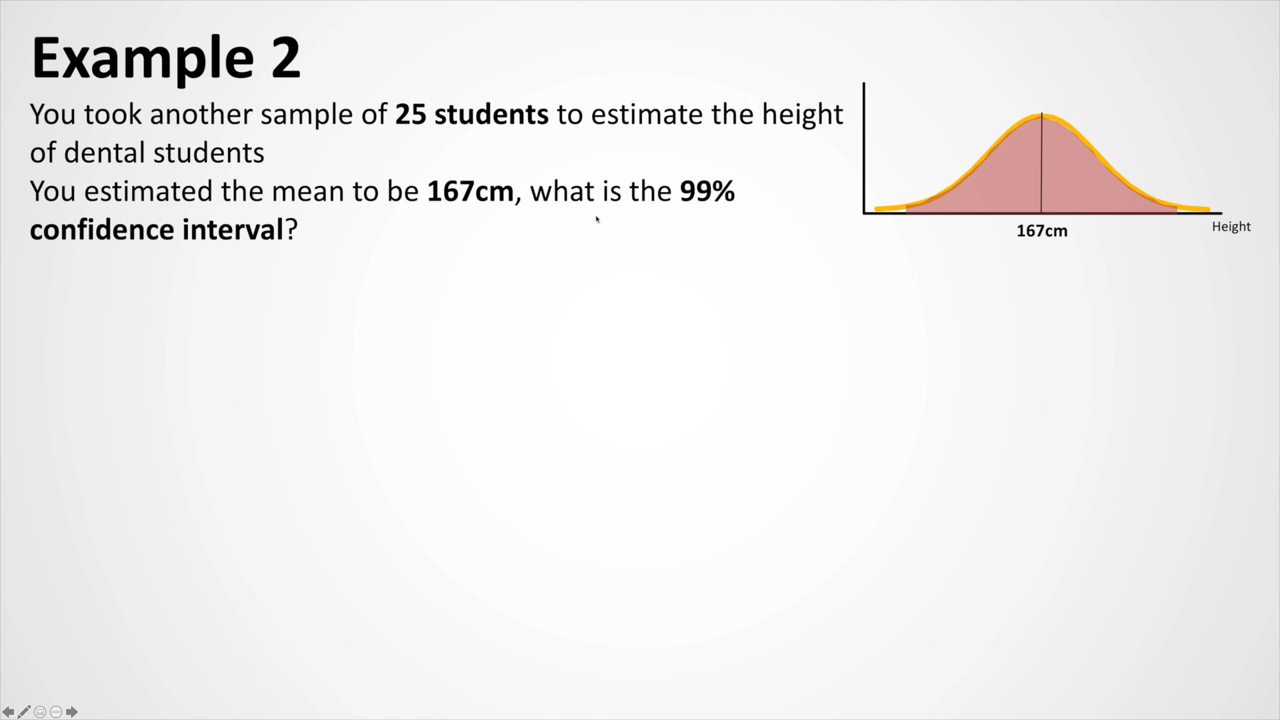 Example 2
You took another sample of 25 students to estimate the height
of dental students
You estimated the mean to be 167cm, what is the 99%
confidence interval?
167cm
Height